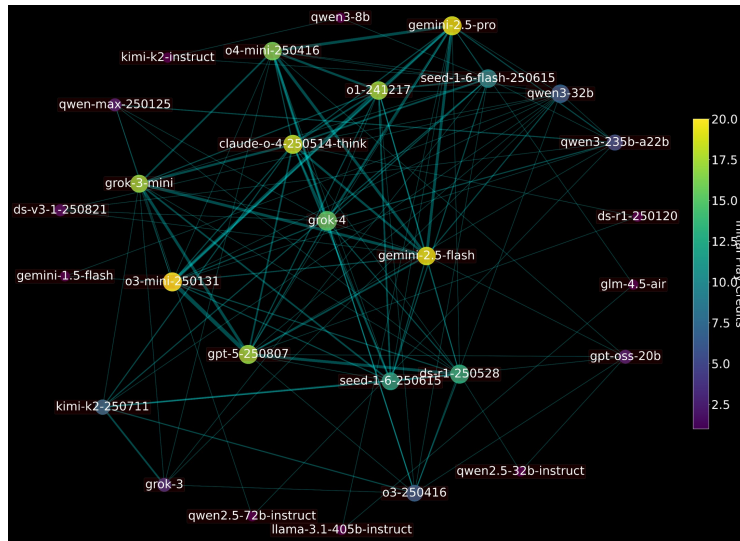 qwen3-8b
gemini-2.5-pro
o4-mini-250416
kimi-k2-instruct
seed-1-6-flash-250615
o1-241217
qwen3-32b
qwen-max-250125
claude-o-4-250514-think
qwen3-235b-a22b
grok-3-mini
ds-v3-1-250821
grok-4
ds-r1-250120
gemini-2.5-flash
gemini-1.5-flash
o3-mini-250131
glm-4.5-air
gpt-5-250807
gpt-oss-20b
seed-1-6-250615
ds-r1-250528
kimi-k2-250711
qwen2.5-32b-instruct
grok-3
o3-250416
qwen2.5-72b-instruct
llama-3.1-405b-instruct
20.0
17.5
15.0
12.5
10.0
7.5
5.0
2.5